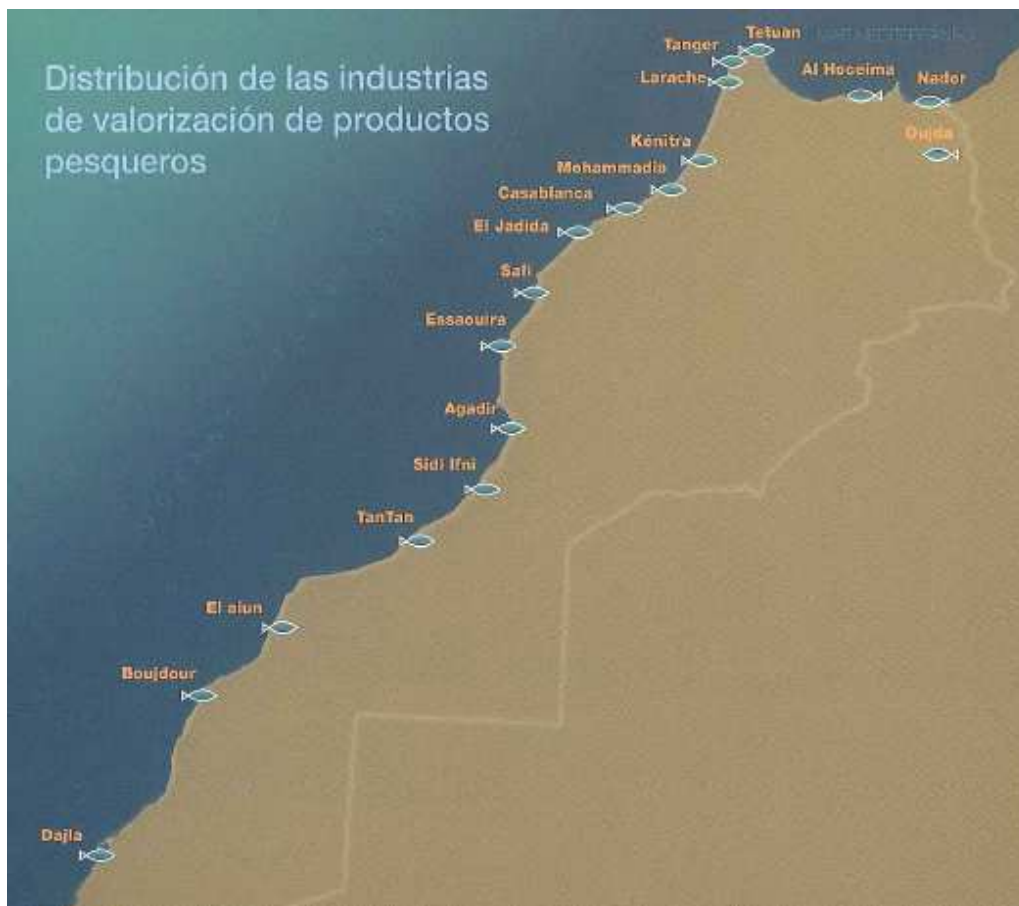 Distribución de las industrias
de valorización de productos
pesqueros
Tetuan
Tanger
Larache
Al Hoceima
Nador
Oujda
Kénitra
Mohammadia
Casablanca
El Jadida
Safi
Essaouira
Agadir
Sidi Ifni
TanTan
El aiun
Boujdour
Dajla